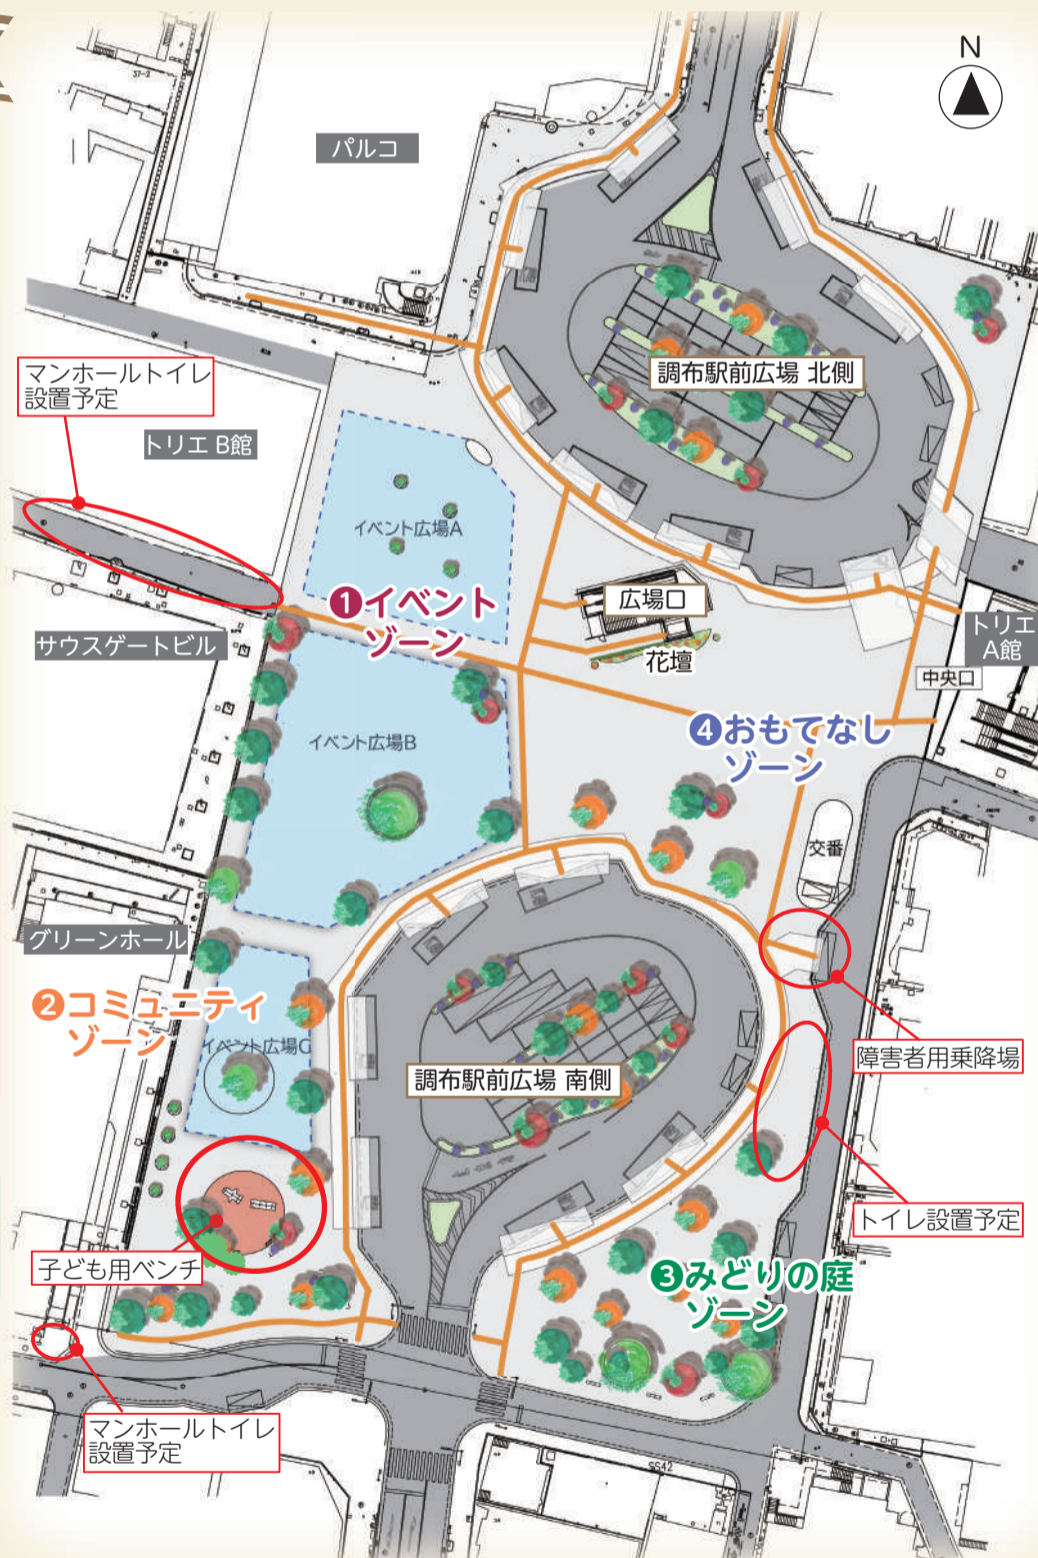 N
37-2
パルコ
調布駅前広場 北側
マンホールトイレ
設置予定
トリエ B館
イベント広場A
❶イベント
ゾーン
広場口
花壇
トリエ
A館
中央口
サウスゲートビル
イベント広場B
❹おもてなし
ゾーン
交番
グリーンホール
❷コミュニティ
ゾーン
イベント広場C
調布駅前広場 南側
障害者用乗降場
トイレ設置予定
子ども用ベンチ
❸みどりの庭
ゾーン
マンホールトイレ
設置予定
SS42